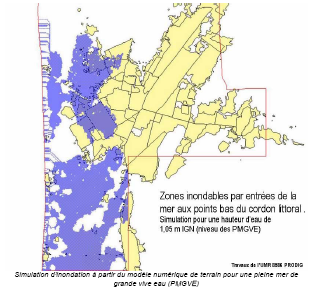 Zones inondables par entrées de la
mer aux points bas du cordon littoral .
Simulation pour une hauteur d'eau de
1,05 m IGN (niveau des PMGVE)
Travaux de l'UMR 8586 PRODIG
Simulation d'inondation à partir du modèle numérique de terrain pour une pleine mer de
grande vive eau (PMGVE)